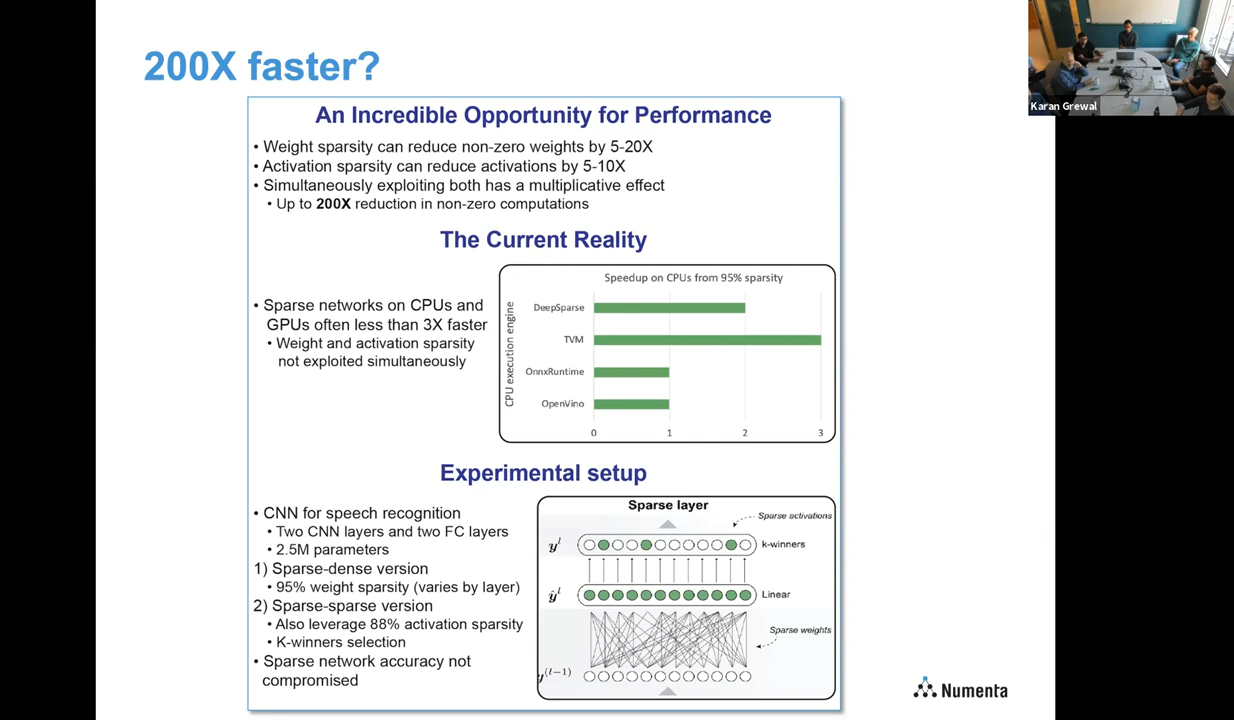 200X faster?
Karan Grewal
An Incredible Opportunity for Performance
• Weight sparsity can reduce non-zero weights by 5-20X
• Activation sparsity can reduce activations by 5-10X
• Simultaneously exploiting both has a multiplicative effect
• Up to 200X reduction in non-zero computations
The Current Reality
• Sparse networks on CPUs and
GPUs often less than 3X faster
• Weight and activation sparsity
not exploited simultaneously
Speedup on CPUs from 95% sparsity
CPU execution engine
DeepSparse
TVM
OnnxRuntime
OpenVino
0 1 2 3
Experimental setup
• CNN for speech recognition
• Two CNN layers and two FC layers
• 2.5M parameters
1) Sparse-dense version
• 95% weight sparsity (varies by layer)
2) Sparse-sparse version
• Also leverage 88% activation sparsity
• K-winners selection
• Sparse network accuracy not
compromised
Sparse layer
Sparse activations
y^l
k-winners
ŷ^l
Linear
Sparse weights
y^(l−1)
Numenta